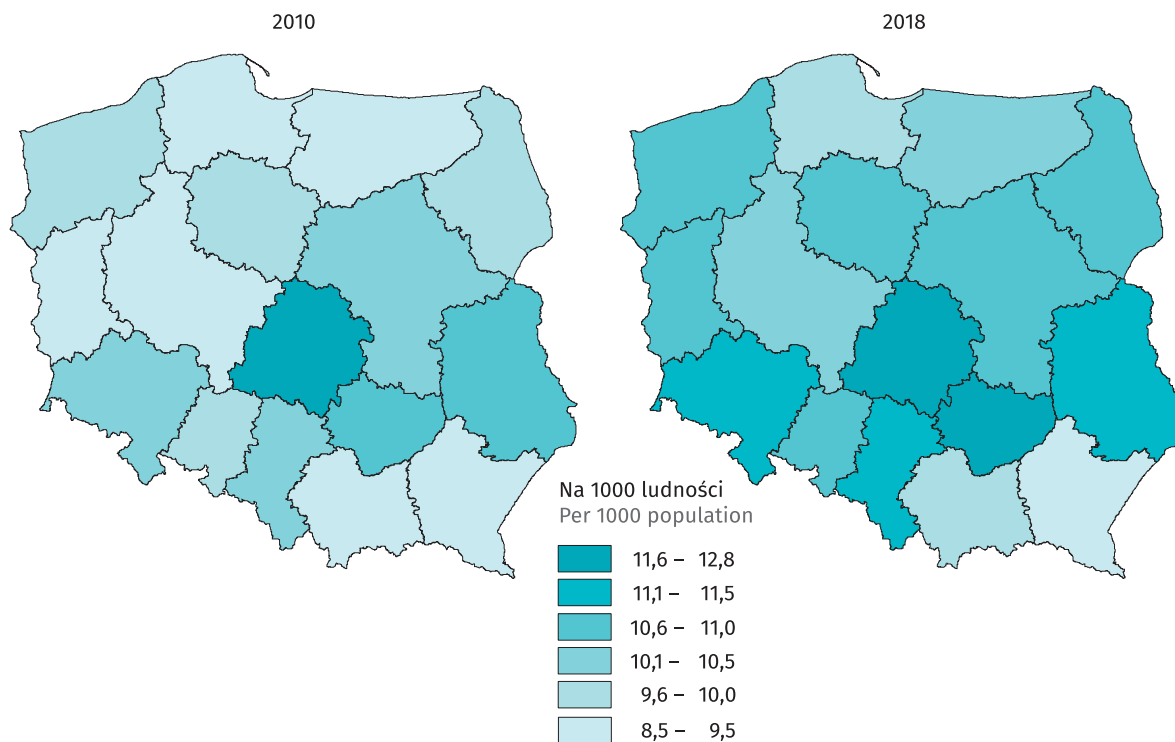 2010
2018
Na 1000 ludności
Per 1000 population
11,6 – 12,8
11,1 – 11,5
10,6 – 11,0
10,1 – 10,5
9,6 – 10,0
8,5 – 9,5